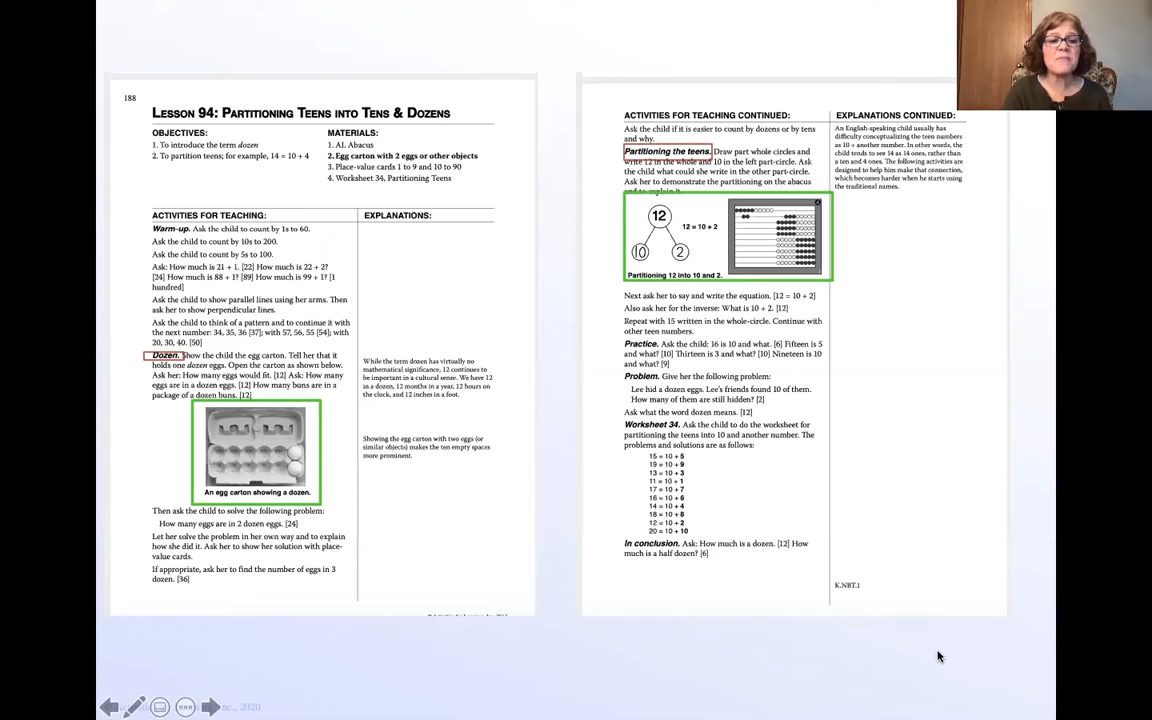 188
LESSON 94: PARTITIONING TEENS INTO TENS & DOZENS
OBJECTIVES:
1. To introduce the term dozen
2. To partition teens; for example, 14 = 10 + 4
MATERIALS:
1. AL Abacus
2. Egg carton with 2 eggs or other objects
3. Place-value cards 1 to 9 and 10 to 90
4. Worksheet 34, Partitioning Teens
ACTIVITIES FOR TEACHING:
Warm-up. Ask the child to count by 1s to 60.
Ask the child to count by 10s to 200.
Ask the child to count by 5s to 100.
Ask: How much is 21 + 1. [22] How much is 22 + 2?
[24] How much is 88 + 1? [89] How much is 99 + 1? [1
hundred]
Ask the child to show parallel lines using her arms. Then
ask her to show perpendicular lines.
Ask the child to think of a pattern and to continue it with
the next number: 34, 35, 36 [37]; with 57, 56, 55 [54]; with
20, 30, 40. [50]
Dozen. Show the child the egg carton. Tell her that it
holds one dozen eggs. Open the carton as shown below.
Ask her: How many eggs would fit. [12] Ask: How many
eggs are in a dozen eggs. [12] How many buns are in a
package of a dozen buns. [12]
An egg carton showing a dozen.
Then ask the child to solve the following problem:
How many eggs are in 2 dozen eggs. [24]
Let her solve the problem in her own way and to explain
how she did it. Ask her to show her solution with place-
value cards.
If appropriate, ask her to find the number of eggs in 3
dozen. [36]
EXPLANATIONS:
While the term dozen has virtually no
mathematical significance, 12 continues to
be important in a cultural sense. We have 12
in a dozen, 12 months in a year, 12 hours on
the clock, and 12 inches in a foot.
Showing the egg carton with two eggs (or
similar objects) makes the ten empty spaces
more prominent.
ACTIVITIES FOR TEACHING CONTINUED:
Ask the child if it is easier to count by dozens or by tens
and why.
Partitioning the teens. Draw part whole circles and
write 12 in the whole and 10 in the left part-circle. Ask
the child what could she write in the other part-circle.
Ask her to demonstrate the partitioning on the abacus
and to explain it.
12
10
2
12 = 10 + 2
Partitioning 12 into 10 and 2.
Next ask her to say and write the equation. [12 = 10 + 2]
Also ask her for the inverse: What is 10 + 2. [12]
Repeat with 15 written in the whole-circle. Continue with
other teen numbers.
Practice. Ask the child: 16 is 10 and what. [6] Fifteen is 5
and what? [10] Thirteen is 3 and what? [10] Nineteen is 10
and what? [9]
Problem. Give her the following problem:
Lee hid a dozen eggs. Lee's friends found 10 of them.
How many of them are still hidden? [2]
Ask what the word dozen means. [12]
Worksheet 34. Ask the child to do the worksheet for
partitioning the teens into 10 and another number. The
problems and solutions are as follows:
15 = 10 + 5
19 = 10 + 9
13 = 10 + 3
11 = 10 + 1
17 = 10 + 7
16 = 10 + 6
14 = 10 + 4
18 = 10 + 8
12 = 10 + 2
20 = 10 + 10
In conclusion. Ask: How much is a dozen. [12] How
much is a half dozen? [6]
EXPLANATIONS CONTINUED:
An English-speaking child usually has
difficulty conceptualizing the teen numbers
as 10 + another number. In other words, the
child tends to see 14 as 14 ones, rather than
a ten and 4 ones. The following activities are
designed to help him make that connection,
which becomes harder when he starts using
the traditional names.
K.NBT.1
2020